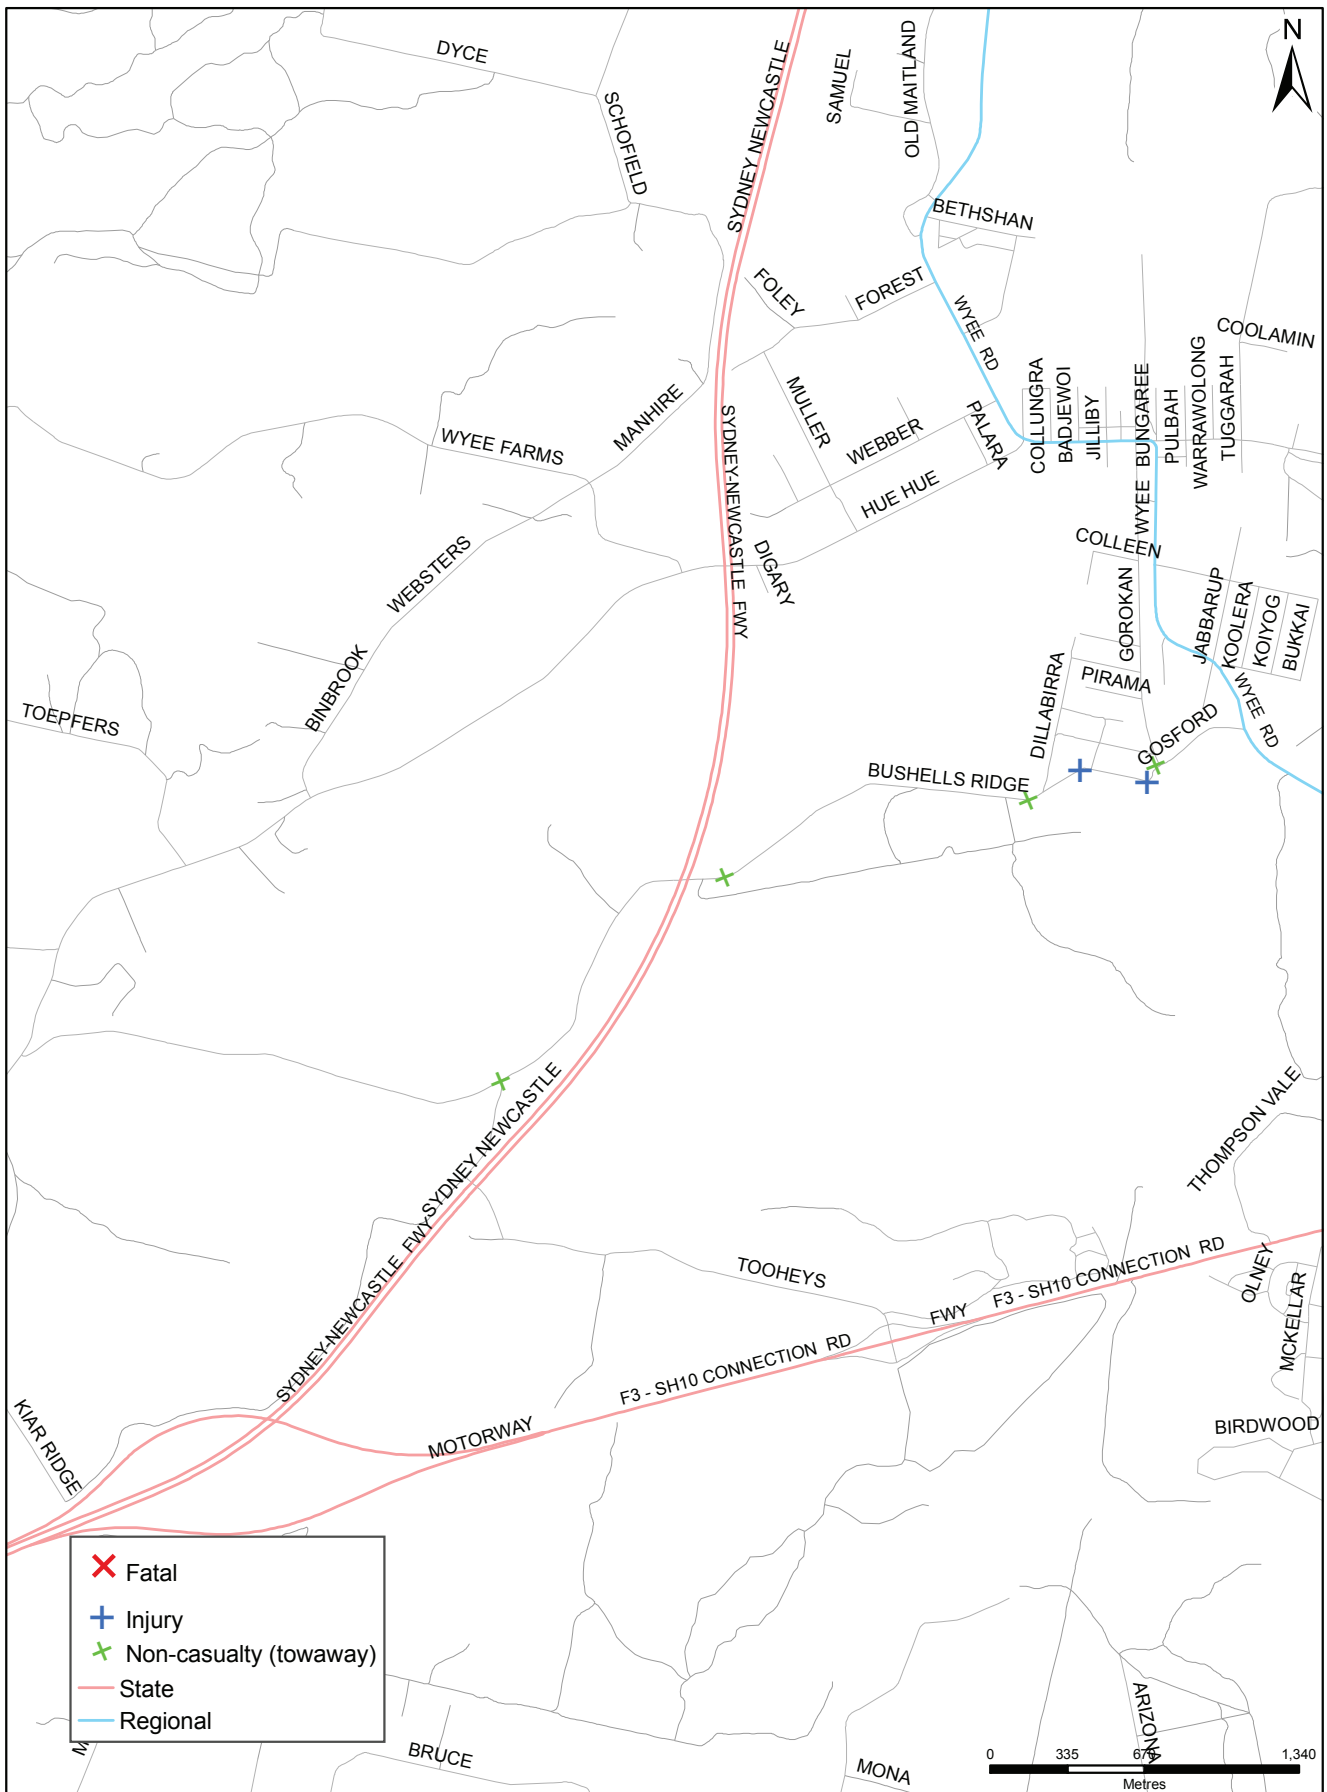 N
DYCE
SCHOFIELD
SYDNEY NEWCASTLE
SAMUEL
OLD MAITLAND
BETHSHAN
FOLEY
FOREST
WYEE RD
COOLAMIN
MANHIRE
MULLER
WEBBER
PALARA
COLLUNGRA
BADJEWOI
JILLIBY
WYEE BUNGAREE
PULBAH
WARRAWOLONG
TUGGARAH
WYEE FARMS
SYDNEY-NEWCASTLE FWY
HUE HUE
WEBSTERS
DIGARY
COLLEEN
GOROKAN
JABBARUP
KOOLERA
KOIYOG
BUKKAI
BINBROOK
TOEPFERS
DILLABIRRA
PIRAMA
GOSFORD
WYEE RD
BUSHELLS RIDGE
SYDNEY NEWCASTLE
THOMPSON VALE
SYDNEY-NEWCASTLE FWY
TOOHEYS
FWY
F3 - SH10 CONNECTION RD
OLNEY
MCKELLAR
F3 - SH10 CONNECTION RD
KIAR RIDGE
MOTORWAY
BIRDWOOD
Fatal
Injury
Non-casualty (towaway)
State
Regional
BRUCE
MONA
ARIZONA
0 335 670 1,340
Metres